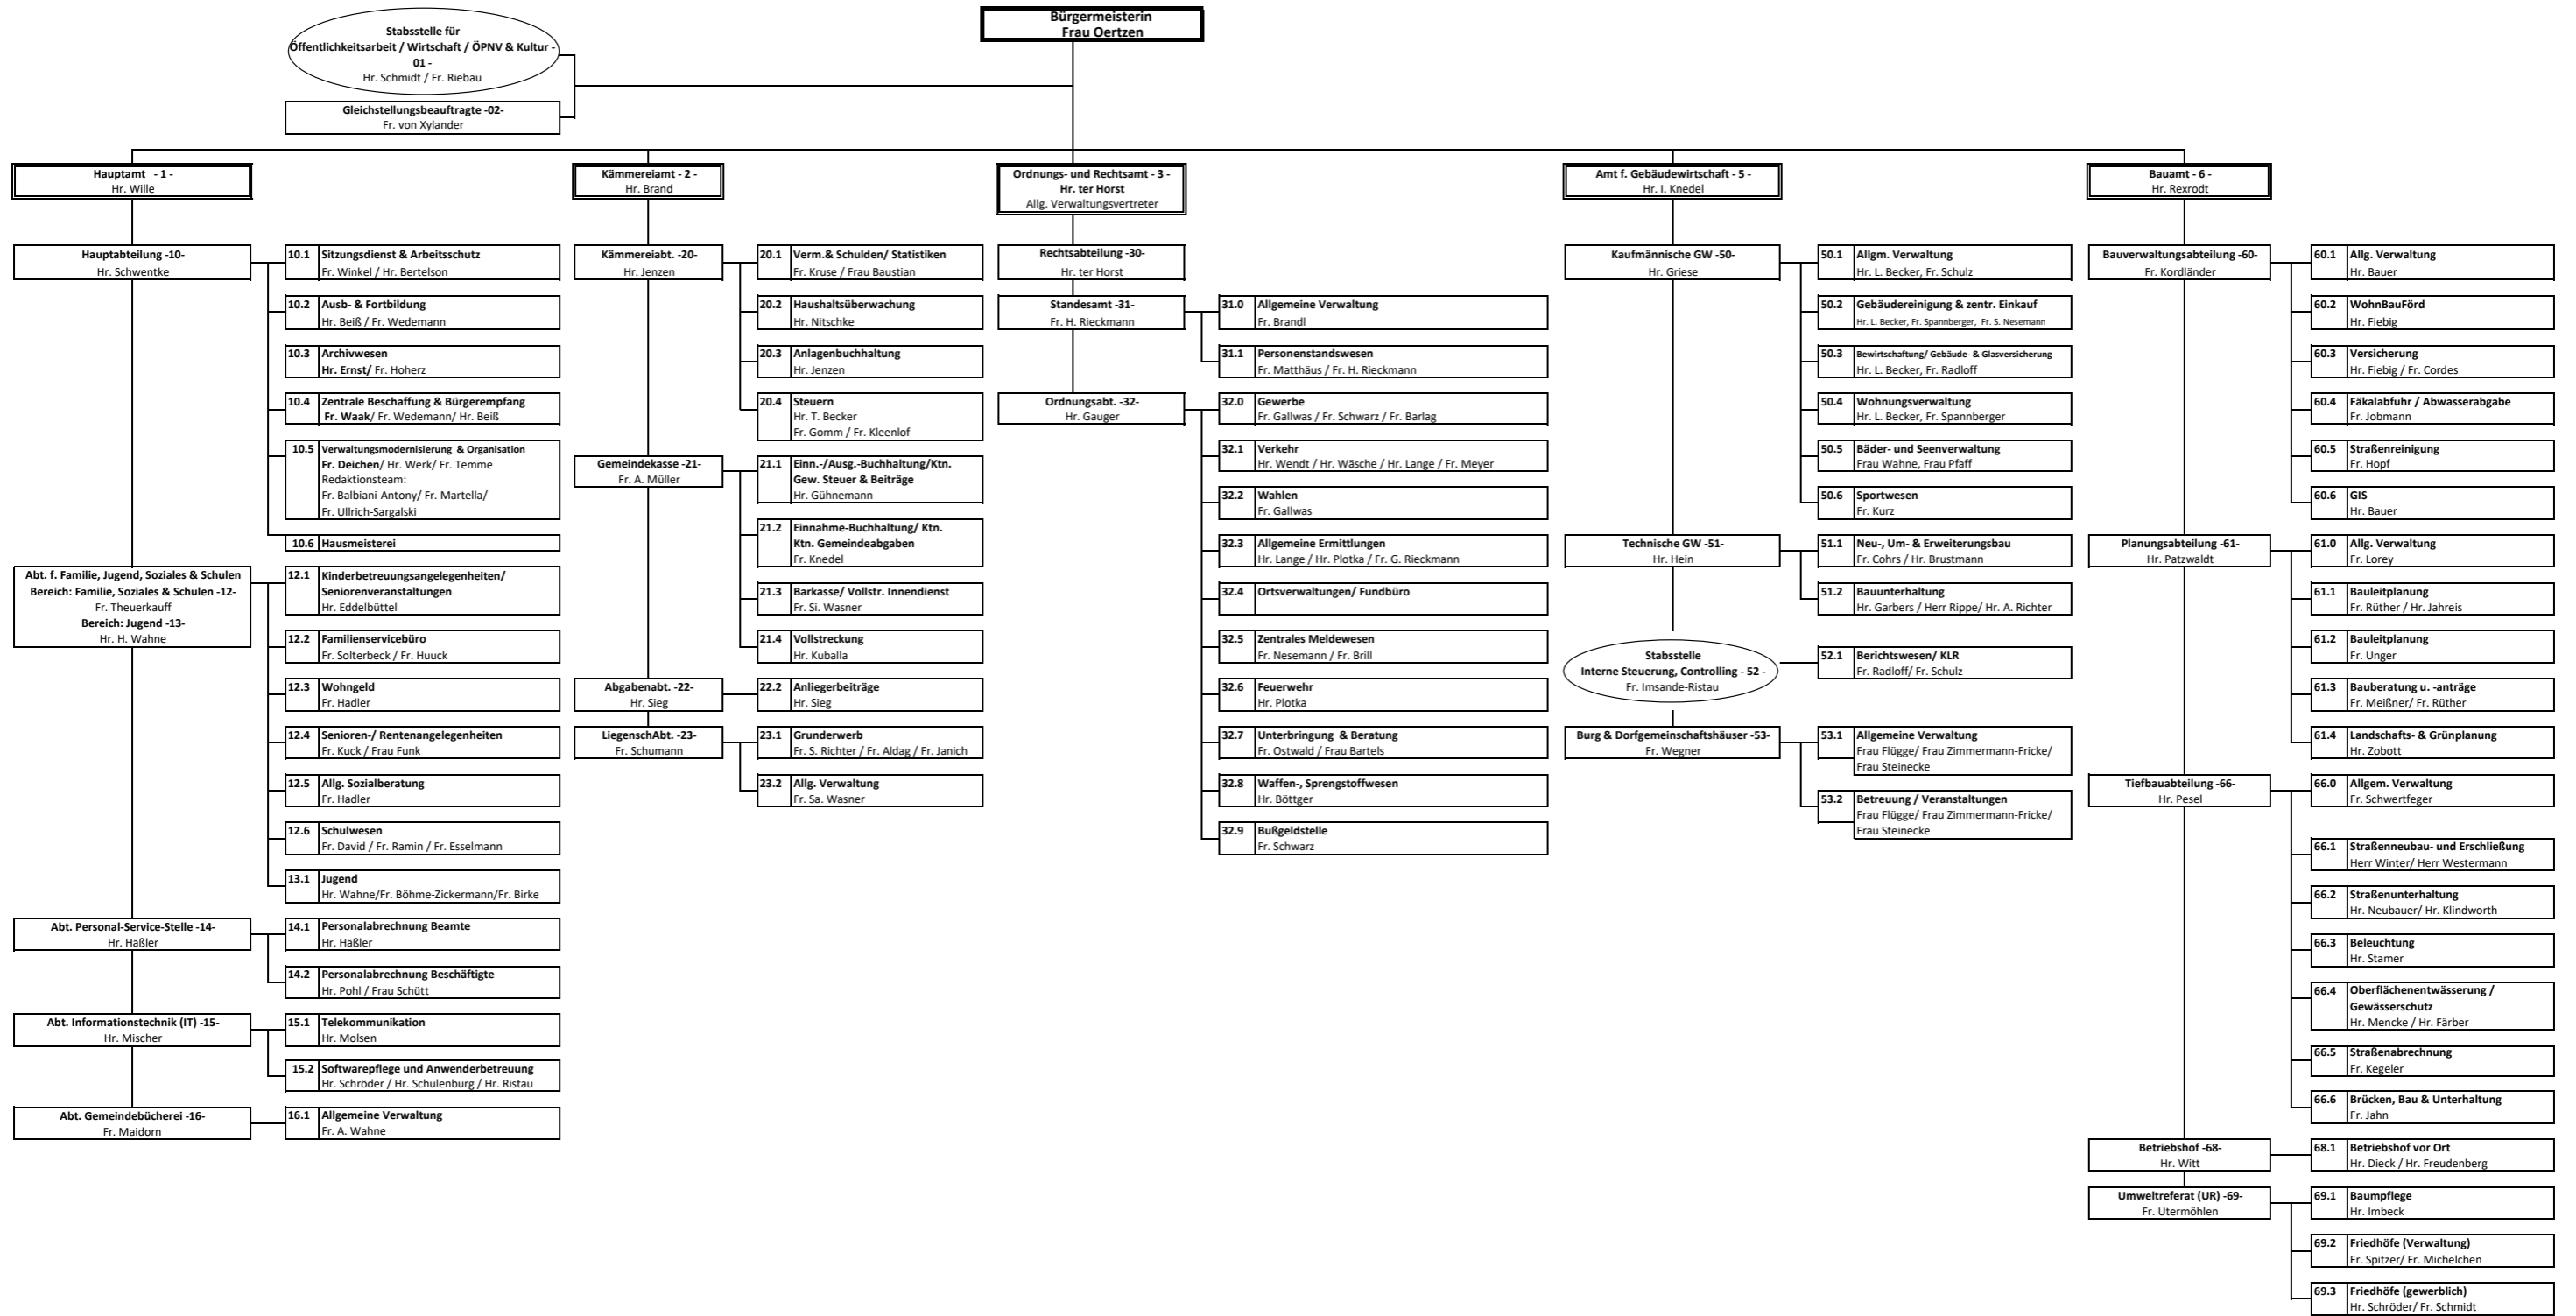 Bürgermeisterin
Frau Oertzen
Stabsstelle für
Öffentlichkeitsarbeit / Wirtschaft / ÖPNV & Kultur -
01 -
Hr. Schmidt / Fr. Riebau
Gleichstellungsbeauftragte -02-
Fr. von Xylander
Hauptamt - 1 -
Hr. Wille
Hauptabteilung -10-
Hr. Schwentke
10.1 Sitzungsdienst & Arbeitsschutz
Fr. Winkel / Hr. Bertelson
10.2 Ausb- & Fortbildung
Hr. Beiß / Fr. Wedemann
10.3 Archivwesen
Hr. Ernst/ Fr. Hoherz
10.4 Zentrale Beschaffung & Bürgerempfang
Fr. Waak/ Fr. Wedemann/ Hr. Beiß
10.5 Verwaltungsmodernisierung & Organisation
Fr. Deichen/ Hr. Werk/ Fr. Temme
Redaktionsteam:
Fr. Balbiani-Antony/ Fr. Martella/
Fr. Ullrich-Sargalski
10.6 Hausmeisterei
Abt. f. Familie, Jugend, Soziales & Schulen
Bereich: Familie, Soziales & Schulen -12-
Fr. Theuerkauff
Bereich: Jugend -13-
Hr. H. Wahne
12.1 Kinderbetreuungsangelegenheiten/
Seniorenveranstaltungen
Hr. Eddelbüttel
12.2 Familienservicebüro
Fr. Solterbeck / Fr. Huuck
12.3 Wohngeld
Fr. Hadler
12.4 Senioren-/ Rentenangelegenheiten
Fr. Kuck / Frau Funk
12.5 Allg. Sozialberatung
Fr. Hadler
12.6 Schulwesen
Fr. David / Fr. Ramin / Fr. Esselmann
13.1 Jugend
Hr. Wahne/Fr. Böhme-Zickermann/Fr. Birke
Abt. Personal-Service-Stelle -14-
Hr. Häßler
14.1 Personalabrechnung Beamte
Hr. Häßler
14.2 Personalabrechnung Beschäftigte
Hr. Pohl / Frau Schütt
Abt. Informationstechnik (IT) -15-
Hr. Mischer
15.1 Telekommunikation
Hr. Molsen
15.2 Softwarepflege und Anwenderbetreuung
Hr. Schröder / Hr. Schulenburg / Hr. Ristau
Abt. Gemeindebücherei -16-
Fr. Maidorn
16.1 Allgemeine Verwaltung
Fr. A. Wahne
Kämmereiamt - 2 -
Hr. Brand
Kämmereiabt. -20-
Hr. Jenzen
20.1 Verm.& Schulden/ Statistiken
Fr. Kruse / Frau Baustian
20.2 Haushaltsüberwachung
Hr. Nitschke
20.3 Anlagenbuchhaltung
Hr. Jenzen
20.4 Steuern
Hr. T. Becker
Fr. Gomm / Fr. Kleenlof
Gemeindekasse -21-
Fr. A. Müller
21.1 Einn.-/Ausg.-Buchhaltung/Ktn.
Gew. Steuer & Beiträge
Hr. Gühnemann
21.2 Einnahme-Buchhaltung/ Ktn.
Ktn. Gemeindeabgaben
Fr. Knedel
21.3 Barkasse/ Vollstr. Innendienst
Fr. Si. Wasner
21.4 Vollstreckung
Hr. Kuballa
Abgabenabt. -22-
Hr. Sieg
22.2 Anliegerbeiträge
Hr. Sieg
LiegenschAbt. -23-
Fr. Schumann
23.1 Grunderwerb
Fr. S. Richter / Fr. Aldag / Fr. Janich
23.2 Allg. Verwaltung
Fr. Sa. Wasner
Ordnungs- und Rechtsamt - 3 -
Hr. ter Horst
Allg. Verwaltungsvertreter
Rechtsabteilung -30-
Hr. ter Horst
Standesamt -31-
Fr. H. Rieckmann
31.0 Allgemeine Verwaltung
Fr. Brandl
31.1 Personenstandswesen
Fr. Matthäus / Fr. H. Rieckmann
Ordnungsabt. -32-
Hr. Gauger
32.0 Gewerbe
Fr. Gallwas / Fr. Schwarz / Fr. Barlag
32.1 Verkehr
Hr. Wendt / Hr. Wäsche / Hr. Lange / Fr. Meyer
32.2 Wahlen
Fr. Gallwas
32.3 Allgemeine Ermittlungen
Hr. Lange / Hr. Plotka / Fr. G. Rieckmann
32.4 Ortsverwaltungen/ Fundbüro
32.5 Zentrales Meldewesen
Fr. Nesemann / Fr. Brill
32.6 Feuerwehr
Hr. Plotka
32.7 Unterbringung & Beratung
Fr. Ostwald / Frau Bartels
32.8 Waffen-, Sprengstoffwesen
Hr. Böttger
32.9 Bußgeldstelle
Fr. Schwarz
Amt f. Gebäudewirtschaft - 5 -
Hr. I. Knedel
Kaufmännische GW -50-
Hr. Griese
50.1 Allgm. Verwaltung
Hr. L. Becker, Fr. Schulz
50.2 Gebäudereinigung & zentr. Einkauf
Hr. L. Becker, Fr. Spannberger, Fr. S. Nesemann
50.3 Bewirtschaftung/ Gebäude- & Glasversicherung
Hr. L. Becker, Fr. Radloff
50.4 Wohnungsverwaltung
Hr. L. Becker, Fr. Spannberger
50.5 Bäder- und Seenverwaltung
Frau Wahne, Frau Pfaff
50.6 Sportwesen
Fr. Kurz
Technische GW -51-
Hr. Hein
51.1 Neu-, Um- & Erweiterungsbau
Fr. Cohrs / Hr. Brustmann
51.2 Bauunterhaltung
Hr. Garbers / Herr Rippe/ Hr. A. Richter
Stabsstelle
Interne Steuerung, Controlling - 52 -
Fr. Imsande-Ristau
52.1 Berichtswesen/ KLR
Fr. Radloff/ Fr. Schulz
Burg & Dorfgemeinschaftshäuser -53-
Fr. Wegner
53.1 Allgemeine Verwaltung
Frau Flügge/ Frau Zimmermann-Fricke/
Frau Steinecke
53.2 Betreuung / Veranstaltungen
Frau Flügge/ Frau Zimmermann-Fricke/
Frau Steinecke
Bauamt - 6 -
Hr. Rexrodt
Bauverwaltungsabteilung -60-
Fr. Kordländer
60.1 Allg. Verwaltung
Hr. Bauer
60.2 WohnBauFörd
Hr. Fiebig
60.3 Versicherung
Hr. Fiebig / Fr. Cordes
60.4 Fäkalabfuhr / Abwasserabgabe
Fr. Jobmann
60.5 Straßenreinigung
Fr. Hopf
60.6 GIS
Hr. Bauer
Planungsabteilung -61-
Hr. Patzwaldt
61.0 Allg. Verwaltung
Fr. Lorey
61.1 Bauleitplanung
Fr. Rüther / Hr. Jahreis
61.2 Bauleitplanung
Fr. Unger
61.3 Bauberatung u. -anträge
Fr. Meißner/ Fr. Rüther
61.4 Landschafts- & Grünplanung
Hr. Zobott
Tiefbauabteilung -66-
Hr. Pesel
66.0 Allgem. Verwaltung
Fr. Schwertfeger
66.1 Straßenneubau- und Erschließung
Herr Winter/ Herr Westermann
66.2 Straßenunterhaltung
Hr. Neubauer/ Hr. Klindworth
66.3 Beleuchtung
Hr. Stamer
66.4 Oberflächenentwässerung /
Gewässerschutz
Hr. Mencke / Hr. Färber
66.5 Straßenabrechnung
Fr. Kegeler
66.6 Brücken, Bau & Unterhaltung
Fr. Jahn
Betriebshof -68-
Hr. Witt
68.1 Betriebshof vor Ort
Hr. Dieck / Hr. Freudenberg
Umweltreferat (UR) -69-
Fr. Utermöhlen
69.1 Baumpflege
Hr. Imbeck
69.2 Friedhöfe (Verwaltung)
Fr. Spitzer/ Fr. Michelchen
69.3 Friedhöfe (gewerblich)
Hr. Schröder/ Fr. Schmidt